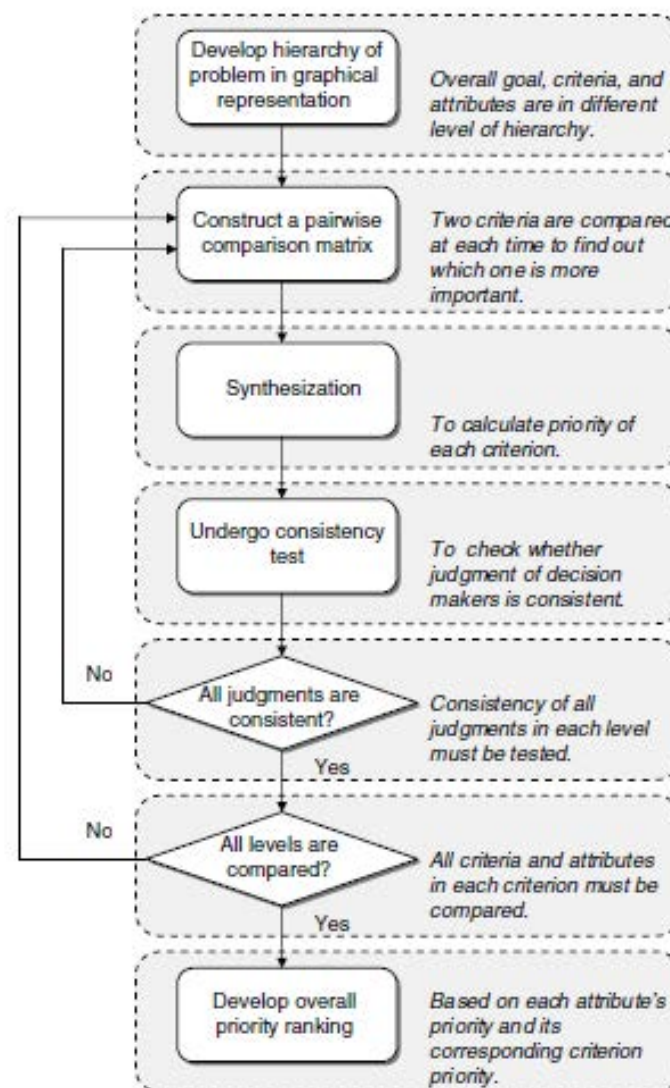 Develop hierarchy of
problem in graphical
representation
Overall goal, criteria, and
attributes are in different
level of hierarchy.
Construct a pairwise
comparison matrix
Two criteria are compared
at each time to find out
which one is more
important.
Synthesization
To calculate priority of
each criterion.
Undergo consistency
test
To check whether
judgment of decision
makers is consistent.
No
All judgments are
consistent?
Consistency of all
judgments in each level
must be tested.
Yes
No
All levels are
compared?
All criteria and attributes
in each criterion must be
compared.
Yes
Develop overall
priority ranking
Based on each attribute's
priority and its
corresponding criterion
priority.